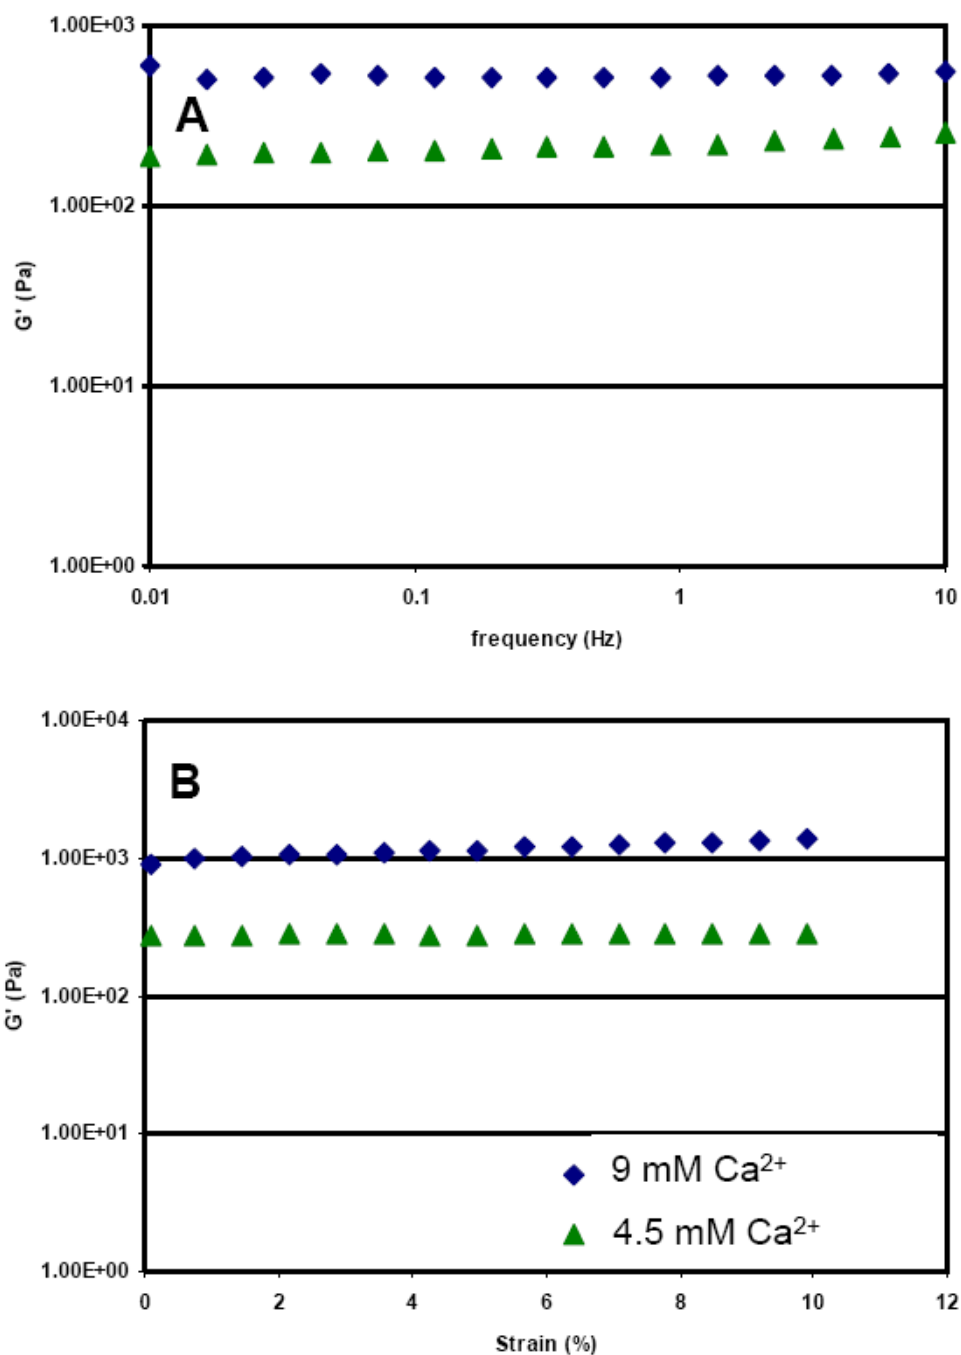 1.00E+03
A
1.00E+02
G' (Pa)
1.00E+01
1.00E+00
0.01 0.1 1 10
frequency (Hz)
1.00E+04
B
1.00E+03
1.00E+02
G' (Pa)
1.00E+01
9 mM Ca²⁺
4.5 mM Ca²⁺
1.00E+00
0 2 4 6 8 10 12
Strain (%)